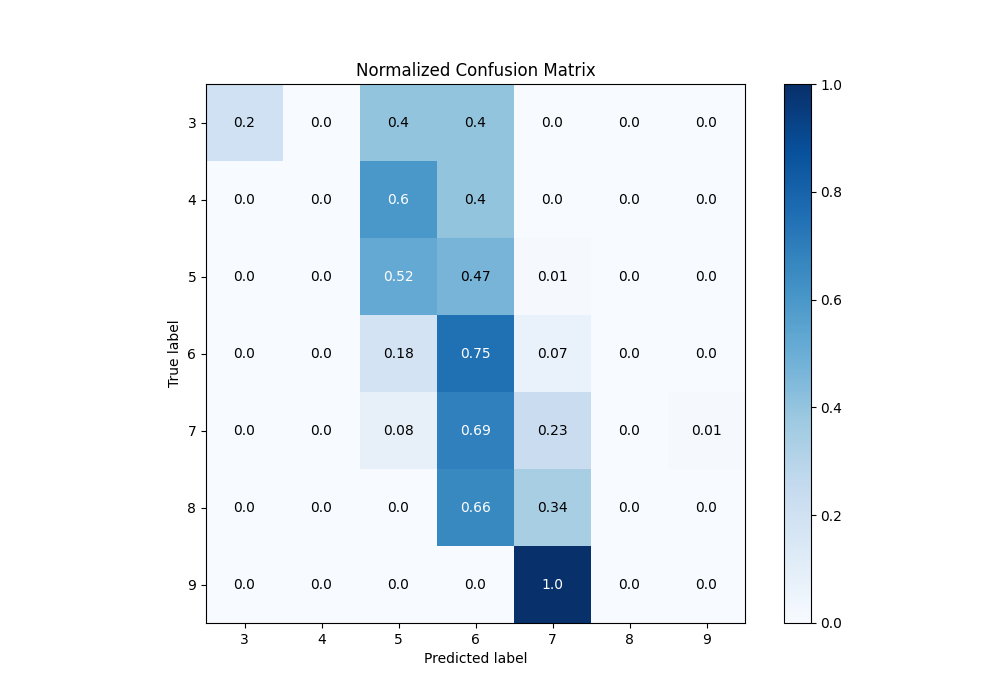 Normalized Confusion Matrix
True label
3 0.2 0.0 0.4 0.4 0.0 0.0 0.0
4 0.0 0.0 0.6 0.4 0.0 0.0 0.0
5 0.0 0.0 0.52 0.47 0.01 0.0 0.0
6 0.0 0.0 0.18 0.75 0.07 0.0 0.0
7 0.0 0.0 0.08 0.69 0.23 0.0 0.01
8 0.0 0.0 0.0 0.66 0.34 0.0 0.0
9 0.0 0.0 0.0 0.0 1.0 0.0 0.0
3 4 5 6 7 8 9
Predicted label
1.0
0.8
0.6
0.4
0.2
0.0